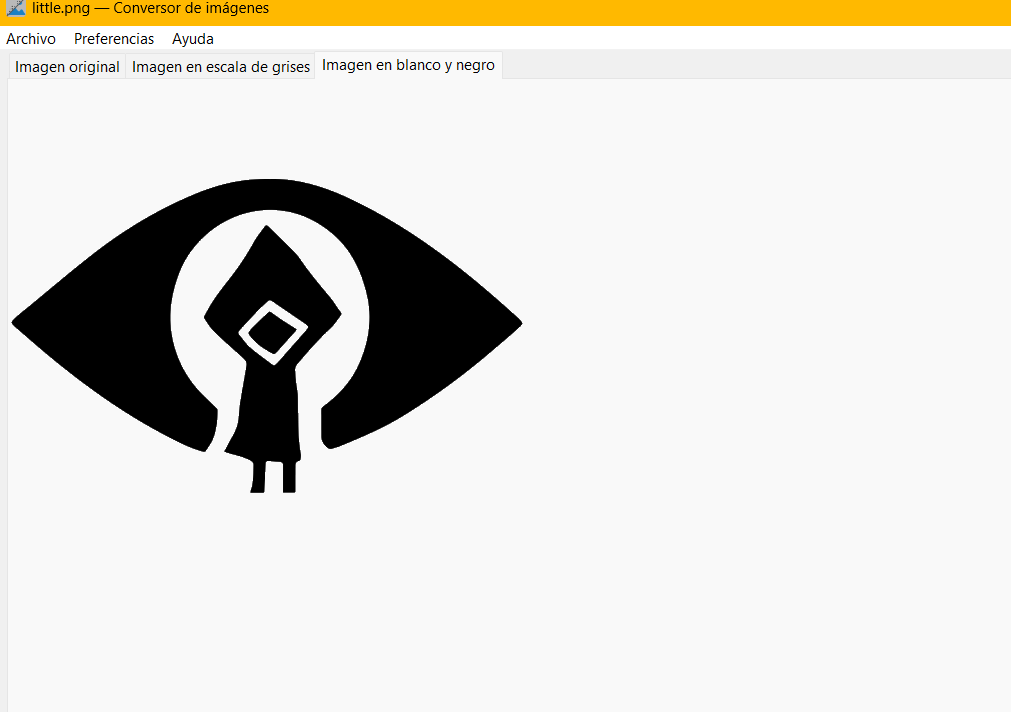 little.png — Conversor de imágenes
Archivo Preferencias Ayuda
Imagen original Imagen en escala de grises Imagen en blanco y negro